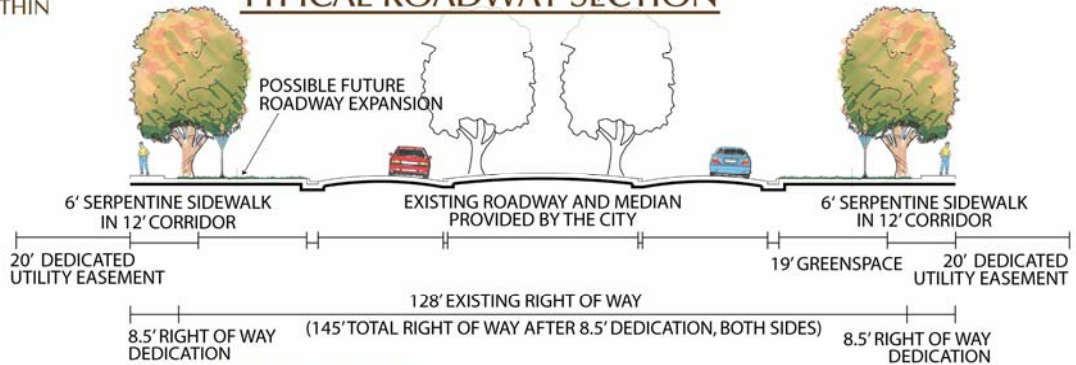 THIN
TYPICAL ROADWAY SECTION
POSSIBLE FUTURE
ROADWAY EXPANSION
6' SERPENTINE SIDEWALK
IN 12' CORRIDOR
EXISTING ROADWAY AND MEDIAN
PROVIDED BY THE CITY
6' SERPENTINE SIDEWALK
IN 12' CORRIDOR
20' DEDICATED
UTILITY EASEMENT
19' GREENSPACE
20' DEDICATED
UTILITY EASEMENT
128' EXISTING RIGHT OF WAY
(145' TOTAL RIGHT OF WAY AFTER 8.5' DEDICATION, BOTH SIDES)
8.5' RIGHT OF WAY
DEDICATION
8.5' RIGHT OF WAY
DEDICATION